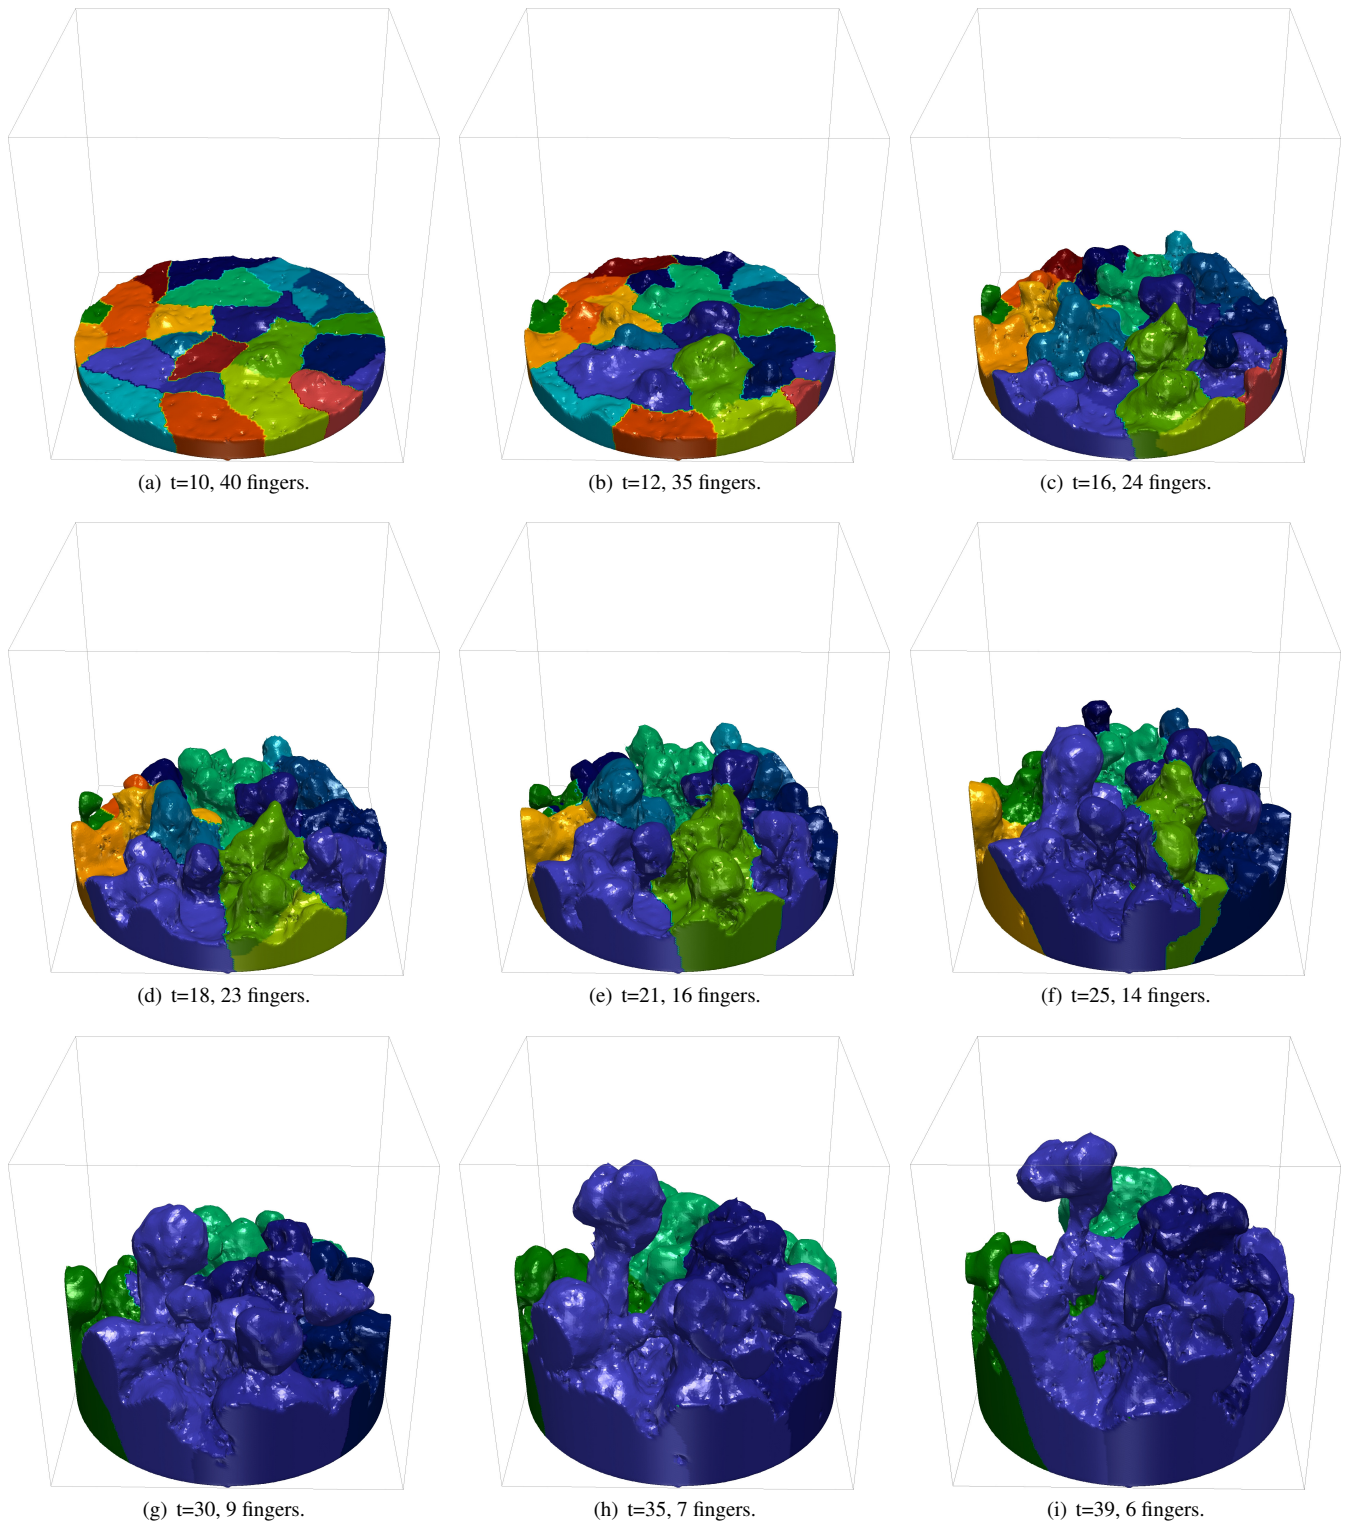 (a) t=10, 40 fingers.
(b) t=12, 35 fingers.
(c) t=16, 24 fingers.
(d) t=18, 23 fingers.
(e) t=21, 16 fingers.
(f) t=25, 14 fingers.
(g) t=30, 9 fingers.
(h) t=35, 7 fingers.
(i) t=39, 6 fingers.